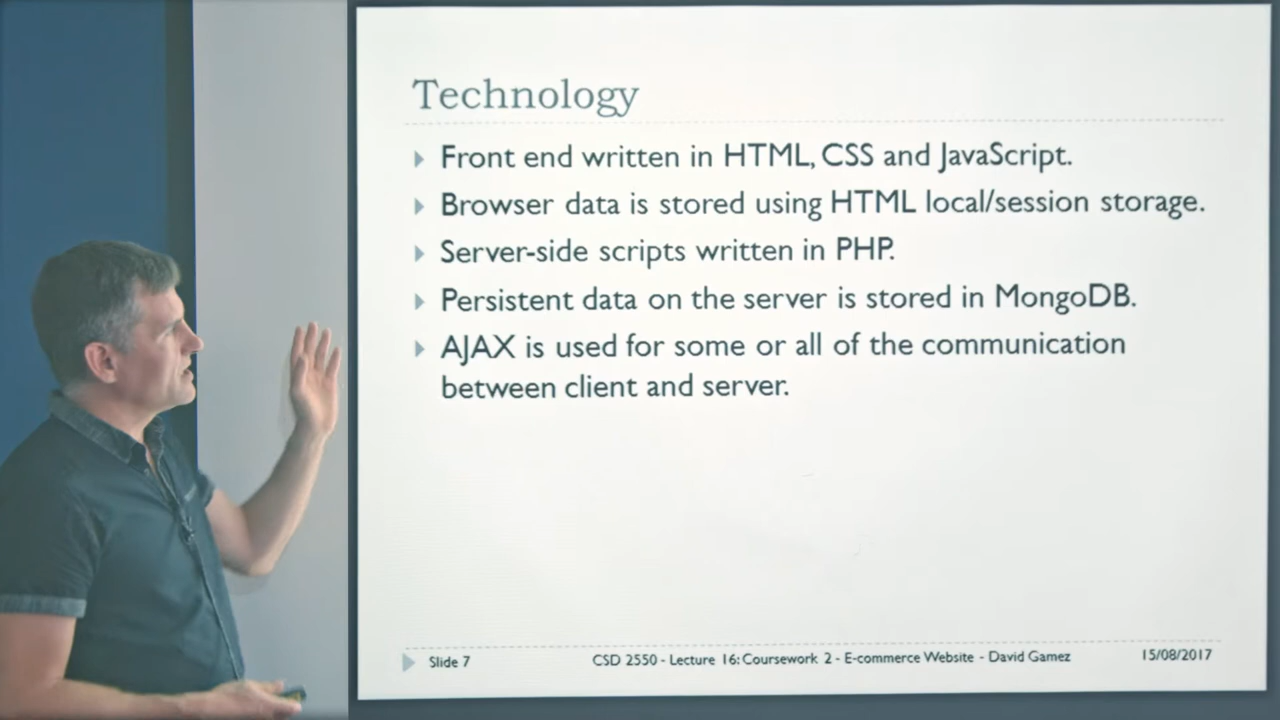 Technology
Front end written in HTML, CSS and JavaScript.
Browser data is stored using HTML local/session storage.
Server-side scripts written in PHP.
Persistent data on the server is stored in MongoDB.
AJAX is used for some or all of the communication
between client and server.
Slide 7
CSD 2550 - Lecture 16: Coursework 2 - E-commerce Website - David Gamez
15/08/2017